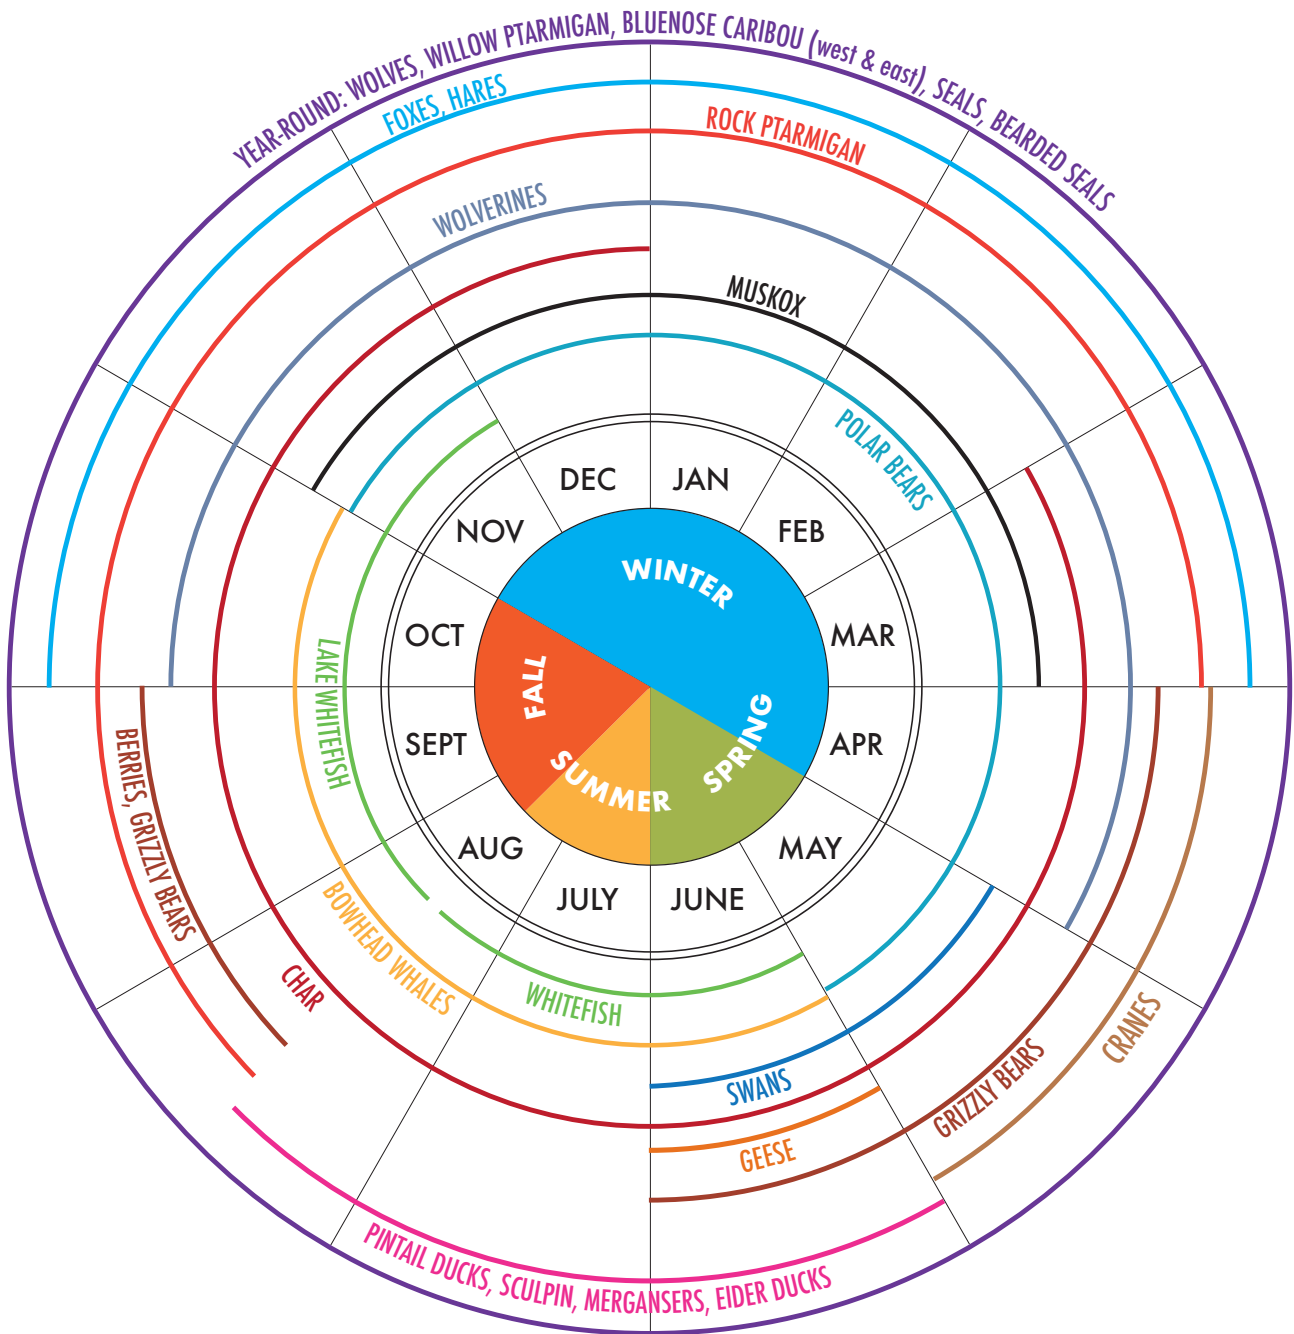 YEAR-ROUND: WOLVES, WILLOW PTARMIGAN, BLUENOSE CARIBOU (west & east), SEALS, BEARDED SEALS
FOXES, HARES
ROCK PTARMIGAN
WOLVERINES
MUSKOX
POLAR BEARS
DEC
JAN
NOV
FEB
WINTER
OCT
MAR
LAKE WHITEFISH
FALL
SPRING
SEPT
APR
SUMMER
BERRIES, GRIZZLY BEARS
AUG
MAY
JULY
JUNE
BOWHEAD WHALES
CHAR
WHITEFISH
CRANES
SWANS
GRIZZLY BEARS
GEESE
PINTAIL DUCKS, SCULPIN, MERGANSERS, EIDER DUCKS